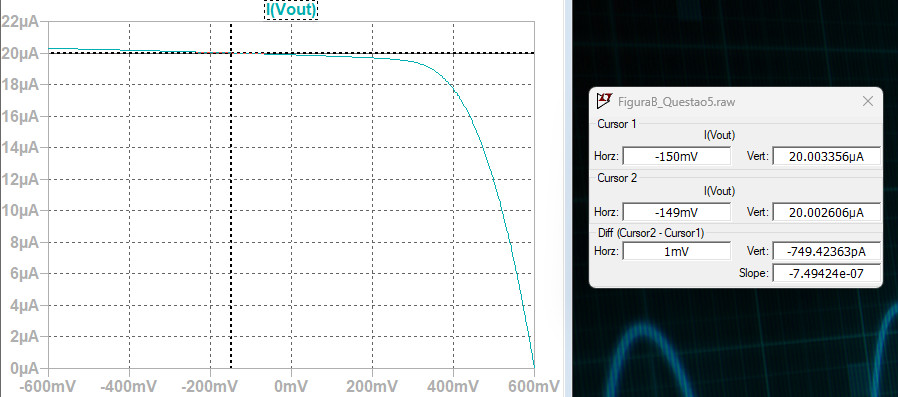 I(Vout)
22µA
20µA
18µA
16µA
14µA
12µA
10µA
8µA
6µA
4µA
2µA
0µA
-600mV -400mV -200mV 0mV 200mV 400mV 600mV
FiguraB_Questao5.raw
Cursor 1
I(Vout)
Horz: -150mV Vert: 20.003356µA
Cursor 2
I(Vout)
Horz: -149mV Vert: 20.002606µA
Diff (Cursor2 - Cursor1)
Horz: 1mV Vert: -749.42363pA
Slope: -7.49424e-07